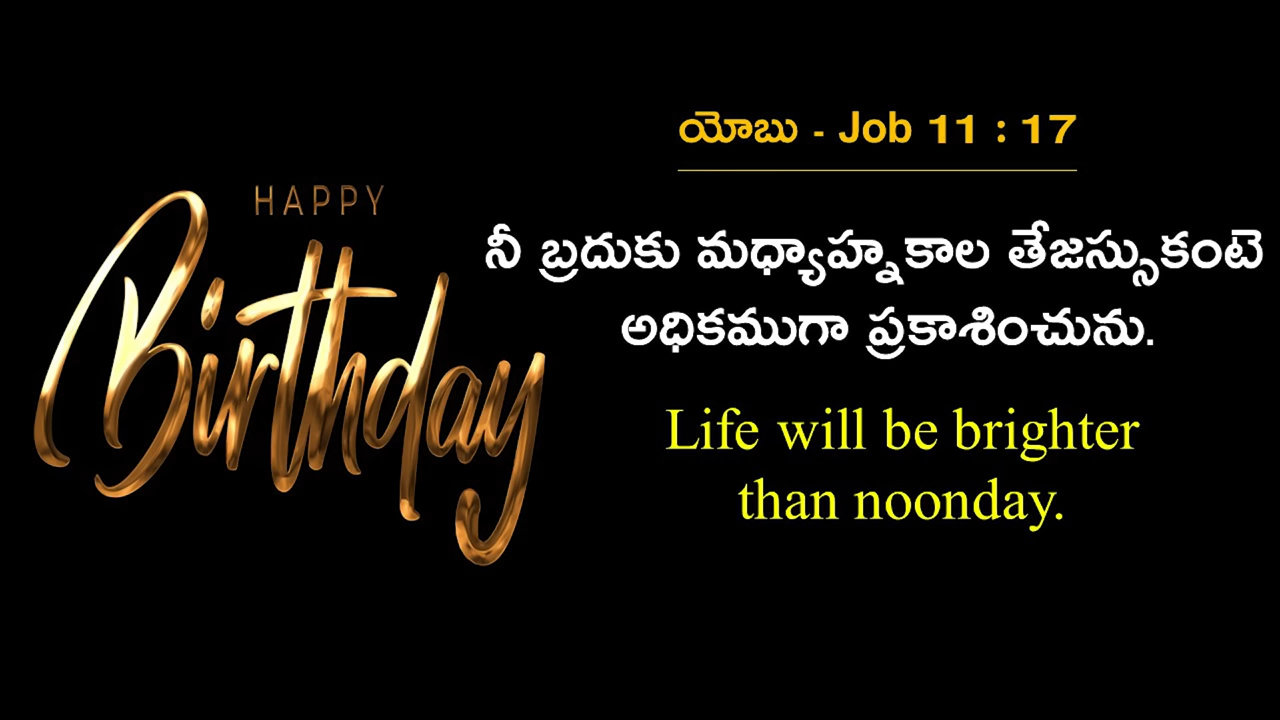 HAPPY
Birthday
యోబు - Job 11 : 17
నీ బ్రదుకు మధ్యాహ్నకాల తేజస్సుకంటె
అధికముగా ప్రకాశించును.
Life will be brighter
than noonday.